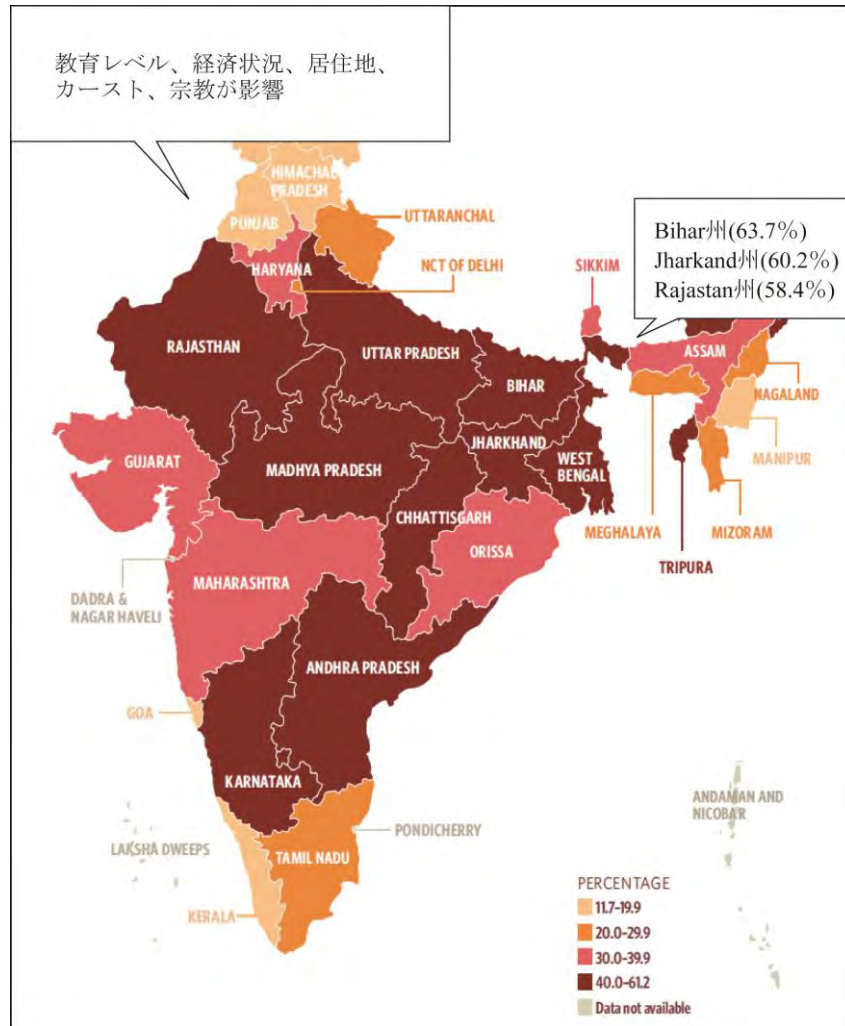 教育レベル、経済状況、居住地、
カースト、宗教が影響
HIMACHAL
PRADESH
PUNJAB
UTTARANCHAL
HARYANA
NCT OF DELHI
Bihar州(63.7%)
Jharkand州(60.2%)
Rajastan州(58.4%)
SIKKIM
RAJASTHAN
UTTAR PRADESH
ASSAM
BIHAR
NAGALAND
JHARKHAND
GUJARAT
MADHYA PRADESH
WEST
BENGAL
MANIPUR
CHHATTISGARH
MEGHALAYA
MIZORAM
ORISSA
TRIPURA
MAHARASHTRA
DADRA &
NAGAR HAVELI
ANDHRA PRADESH
GOA
KARNATAKA
ANDAMAN AND
NICOBAR
PONDICHERRY
LAKSHA DWEEPS
TAMIL NADU
KERALA
PERCENTAGE
11.7-19.9
20.0-29.9
30.0-39.9
40.0-61.2
Data not available